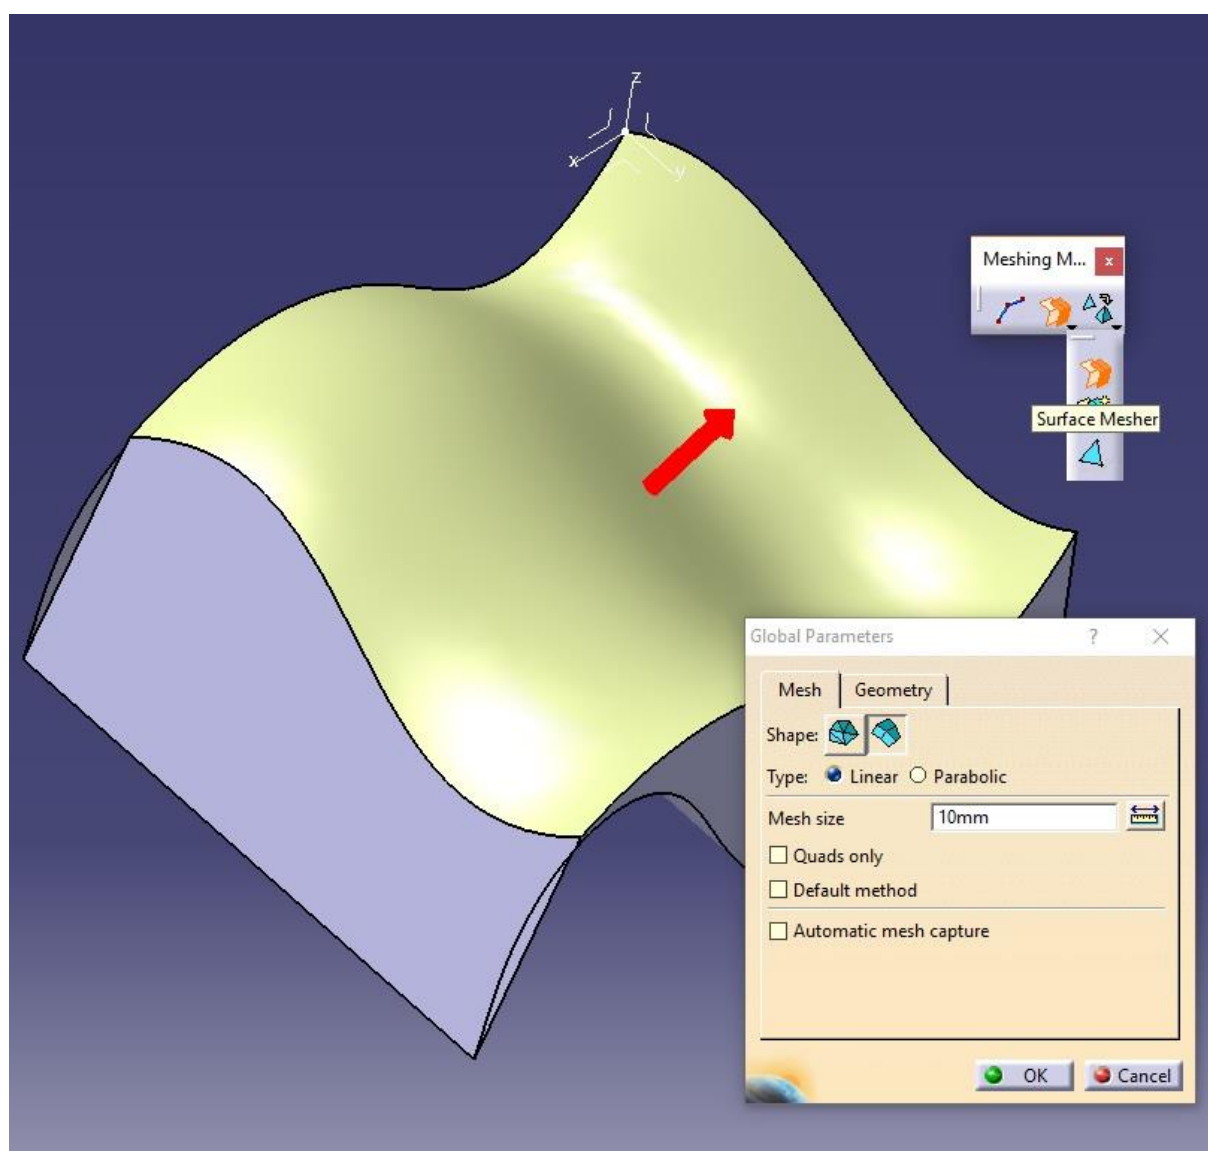 z
x
y
Meshing M...
x
Surface Mesher
Global Parameters
?
Mesh
Geometry
Shape:
Type: Linear Parabolic
Mesh size 10mm
Quads only
Default method
Automatic mesh capture
OK Cancel